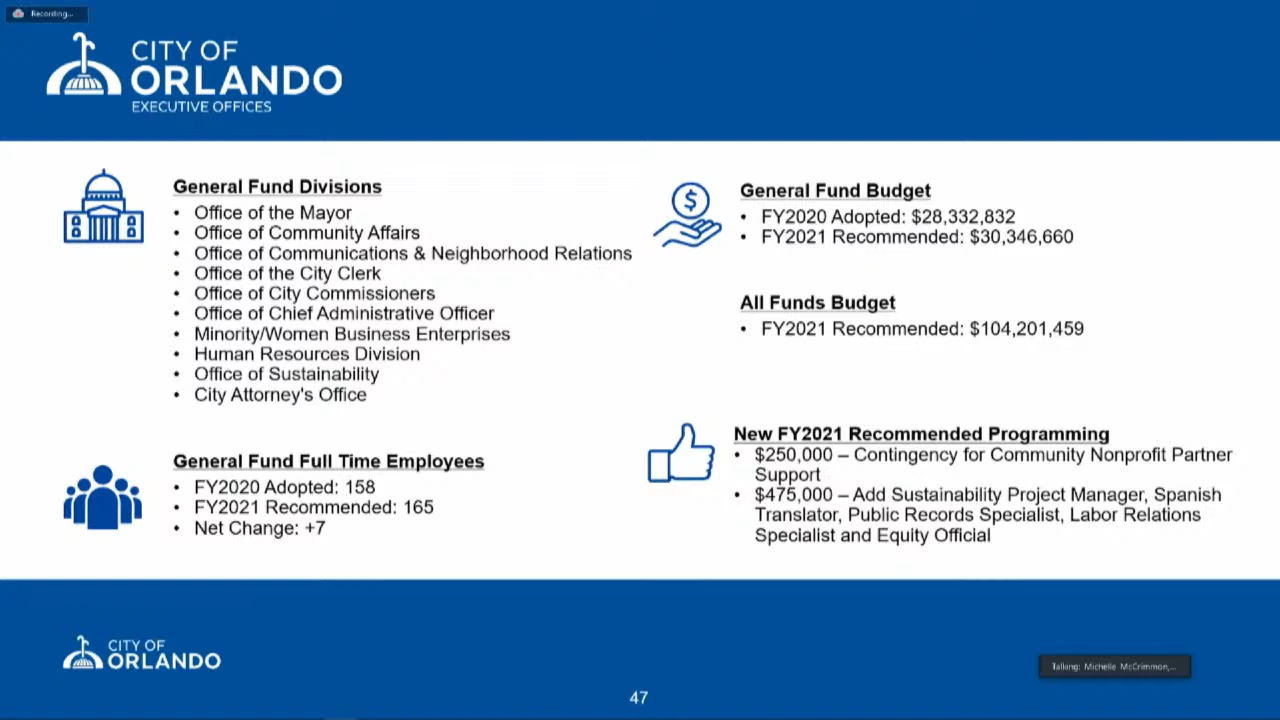 Recording...
CITY OF
ORLANDO
EXECUTIVE OFFICES
General Fund Divisions
• Office of the Mayor
• Office of Community Affairs
• Office of Communications & Neighborhood Relations
• Office of the City Clerk
• Office of City Commissioners
• Office of Chief Administrative Officer
• Minority/Women Business Enterprises
• Human Resources Division
• Office of Sustainability
• City Attorney's Office
General Fund Full Time Employees
• FY2020 Adopted: 158
• FY2021 Recommended: 165
• Net Change: +7
$
General Fund Budget
• FY2020 Adopted: $28,332,832
• FY2021 Recommended: $30,346,660
All Funds Budget
• FY2021 Recommended: $104,201,459
New FY2021 Recommended Programming
• $250,000 – Contingency for Community Nonprofit Partner
Support
• $475,000 – Add Sustainability Project Manager, Spanish
Translator, Public Records Specialist, Labor Relations
Specialist and Equity Official
CITY OF
ORLANDO
Talking: Michelle McCrimmon,...
47